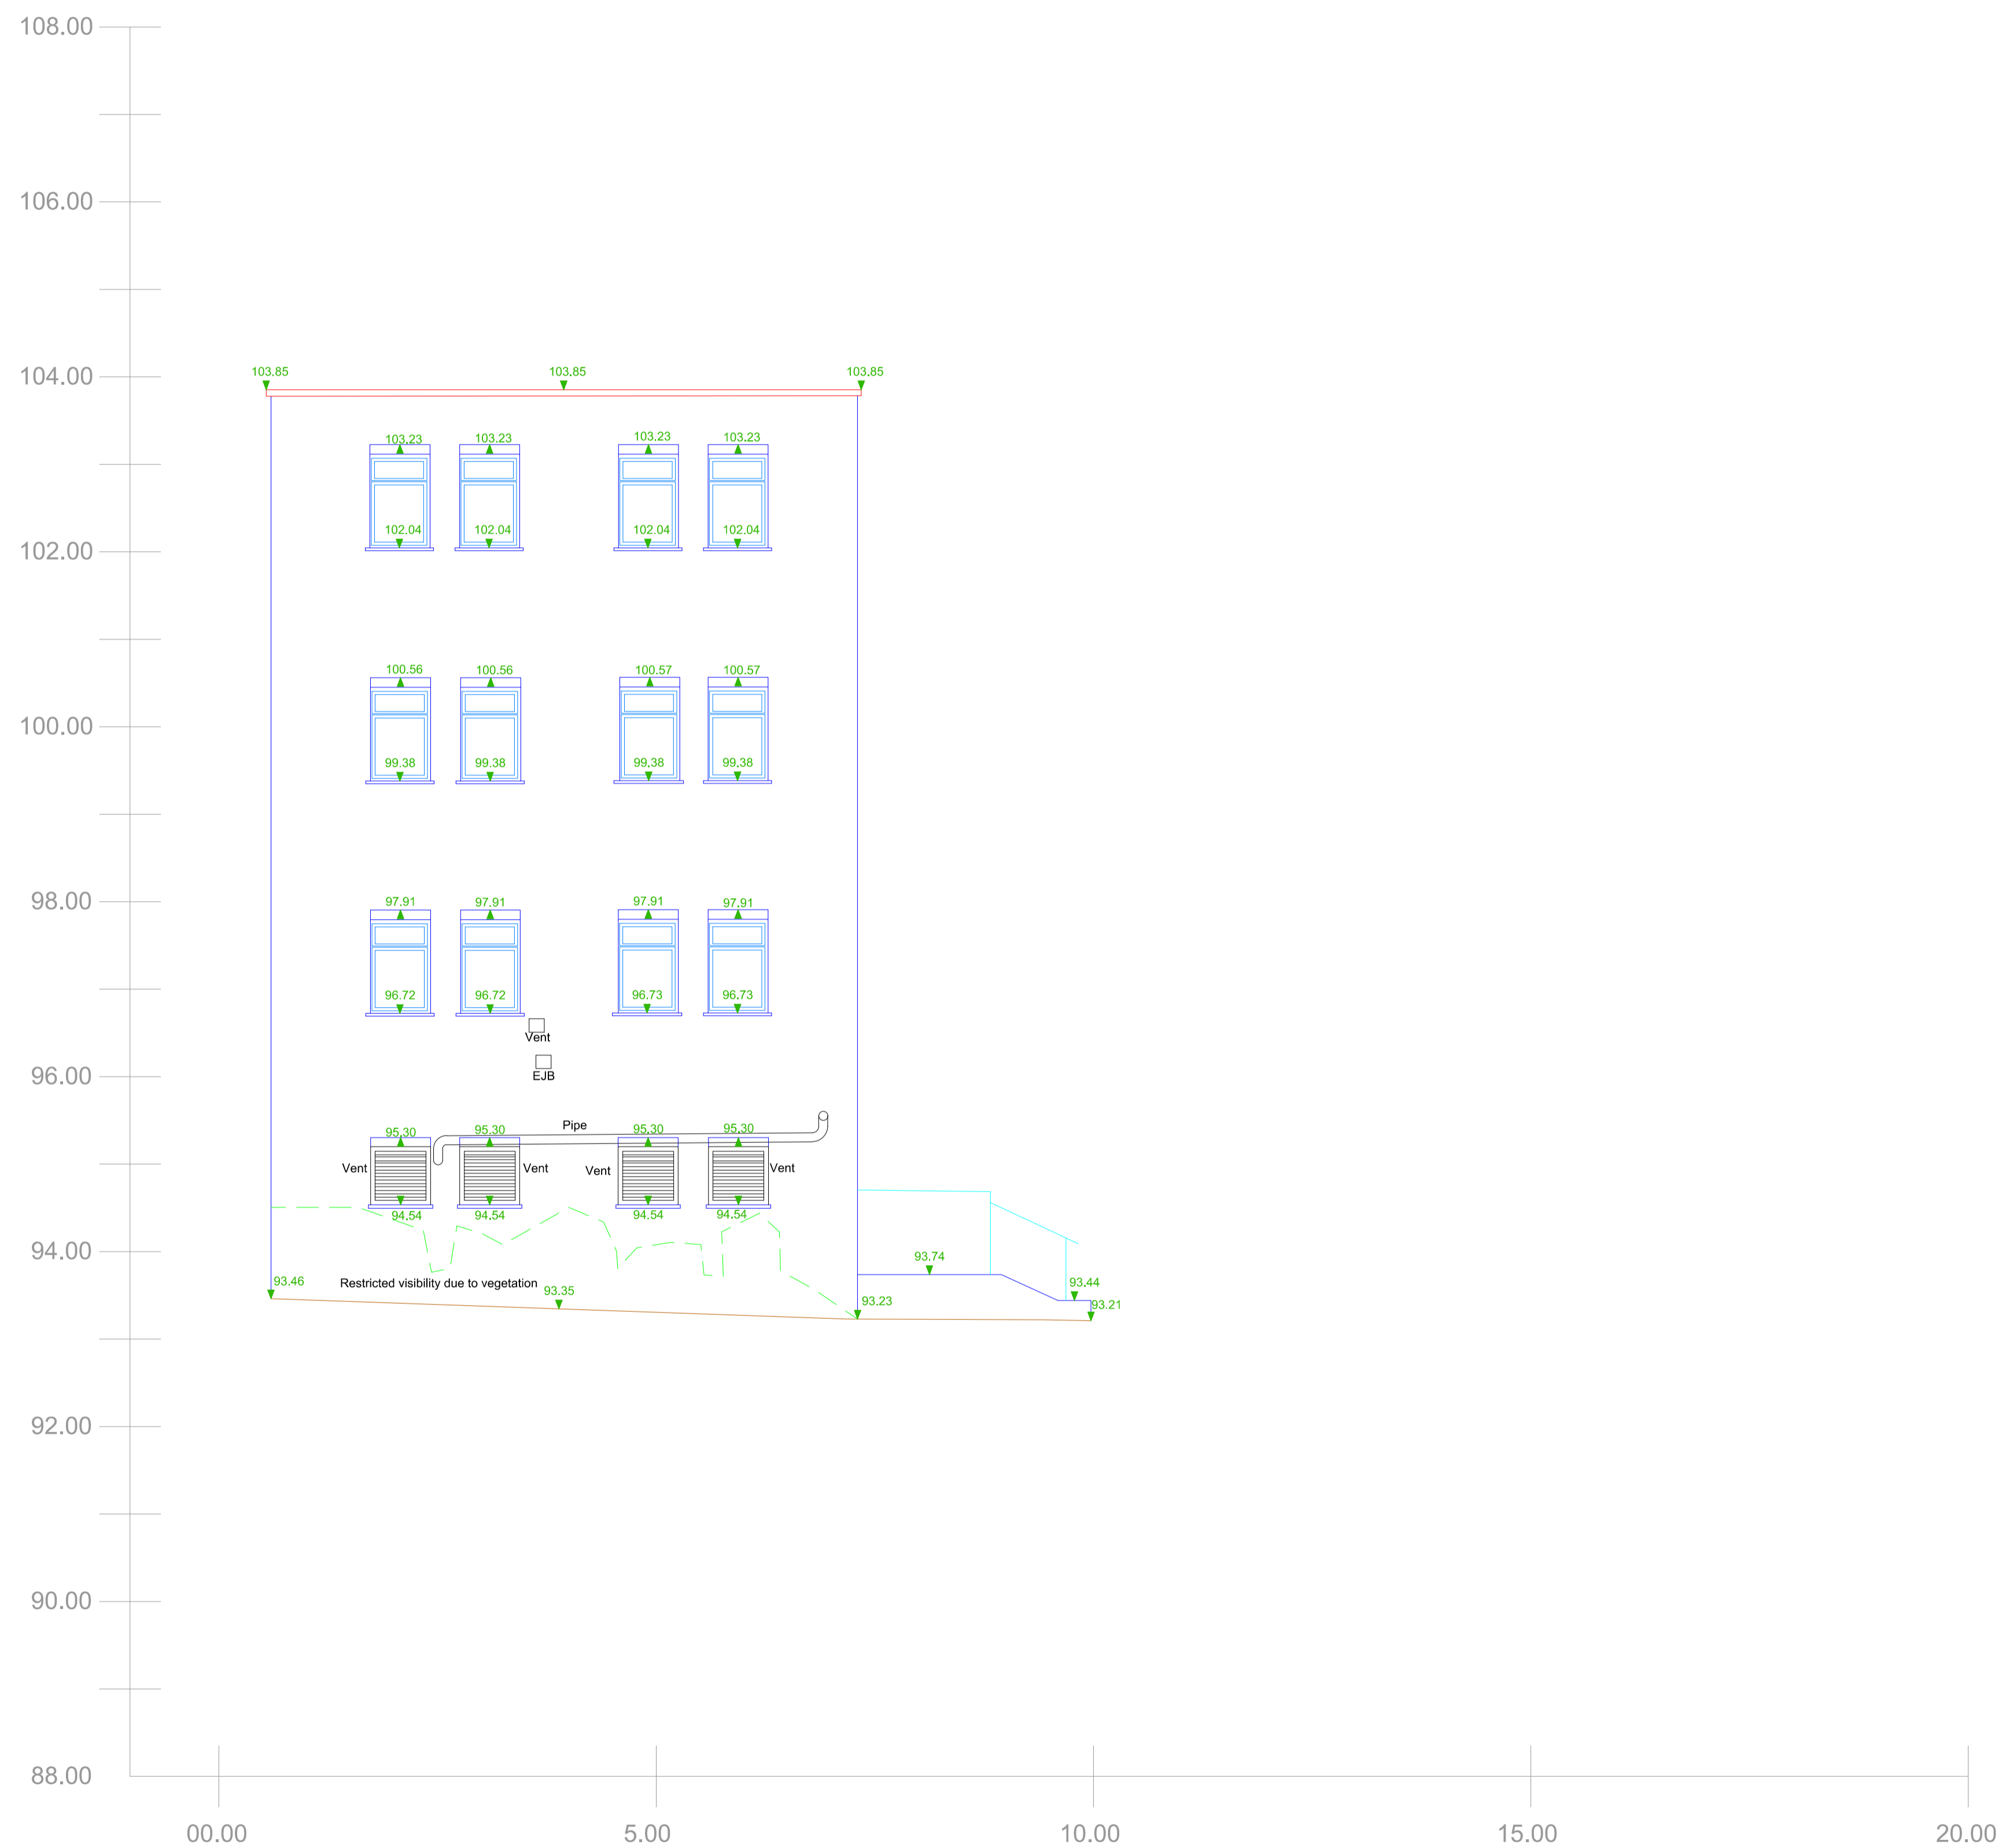 108.00
106.00
104.00
103.85 103.85 103.85
103.23 103.23 103.23 103.23
102.04 102.04 102.04 102.04
102.00
100.56 100.56 100.57 100.57
100.00
99.38 99.38 99.38 99.38
98.00
97.91 97.91 97.91 97.91
96.72 96.72 96.73 96.73
Vent
96.00
EJB
Pipe
95.30 95.30 95.30 95.30
Vent Vent Vent Vent
94.54 94.54 94.54 94.54
94.00
93.74
93.46 Restricted visibility due to vegetation 93.35 93.44
93.23 93.21
92.00
90.00
88.00
00.00 5.00 10.00 15.00 20.00